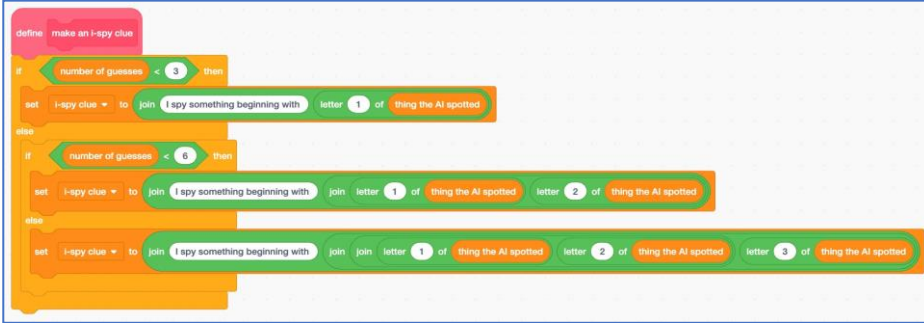 define make an i-spy clue
if number of guesses < 3 then
set i-spy clue to join I spy something beginning with letter 1 of thing the AI spotted
else
if number of guesses < 6 then
set i-spy clue to join I spy something beginning with join letter 1 of thing the AI spotted letter 2 of thing the AI spotted
else
set i-spy clue to join I spy something beginning with join join letter 1 of thing the AI spotted letter 2 of thing the AI spotted letter 3 of thing the AI spotted